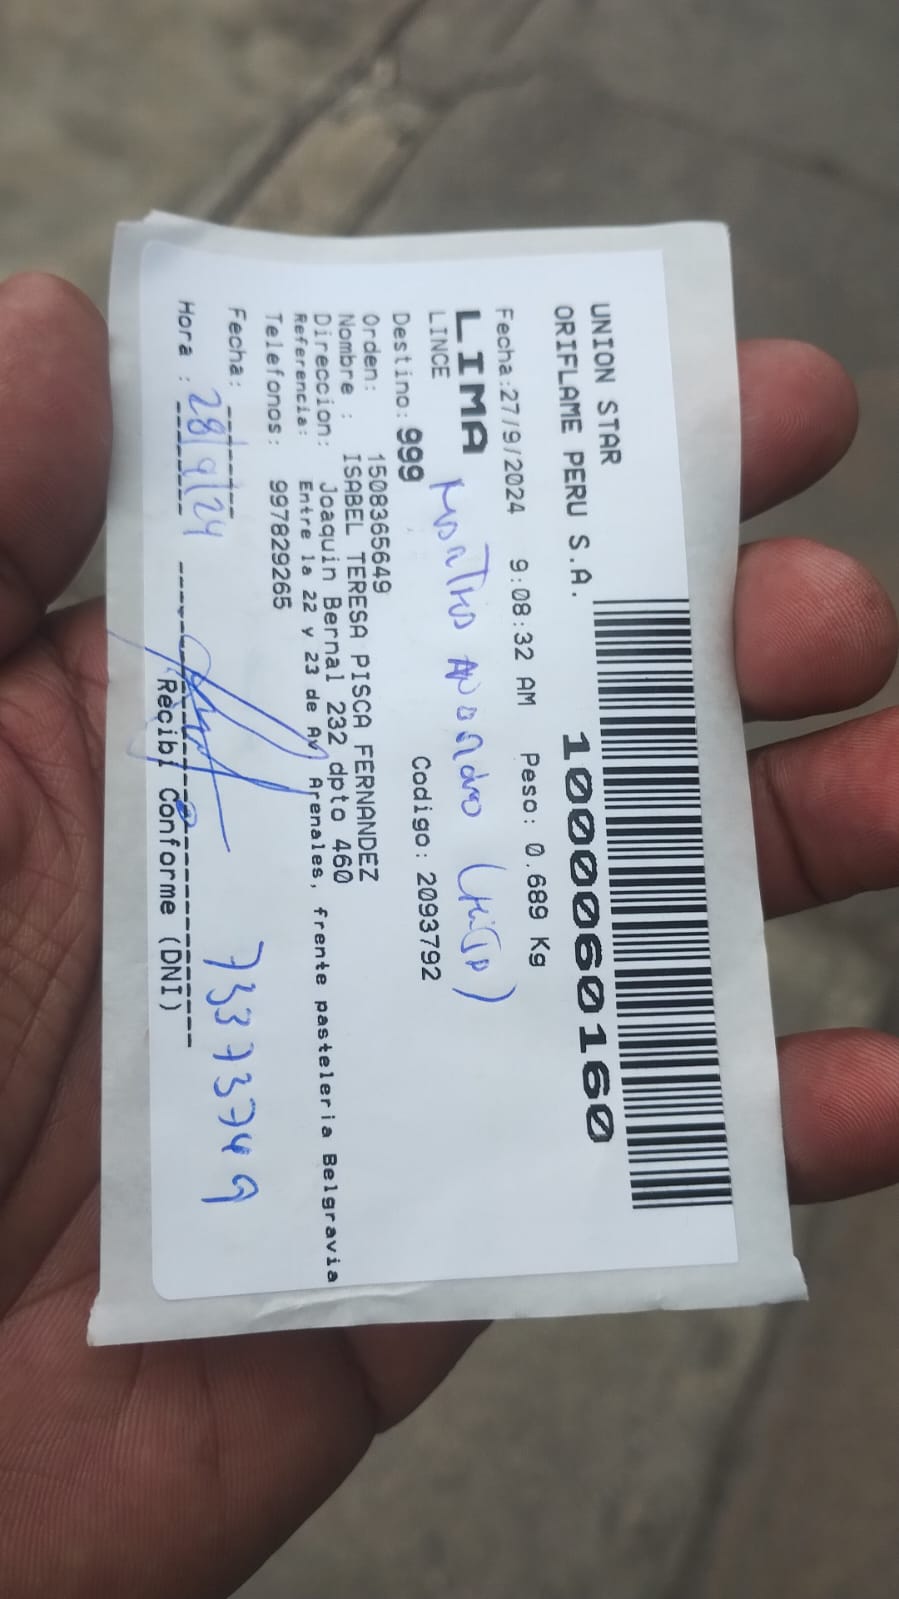 UNION STAR
ORIFLAME PERU S.A.
10000601 60
Fecha:27/9/2024 9:08:32 AM Peso: 0.689 Kg
LIMA
LINCE
Destino: 999 Codigo: 2093792
Orden: 1508365649
Nombre : ISABEL TERESA PISCA FERNANDEZ
Direccion: Joaquin Bernal 232 dpto 460
Referencia: Entre la 22 y 23 de Av Arenales, frente pasteleria Belgravia
Telefonos: 997829265
Fecha: ------
Hora : ------ 28/9/24 73373749
Recibi Conforme (DNI)